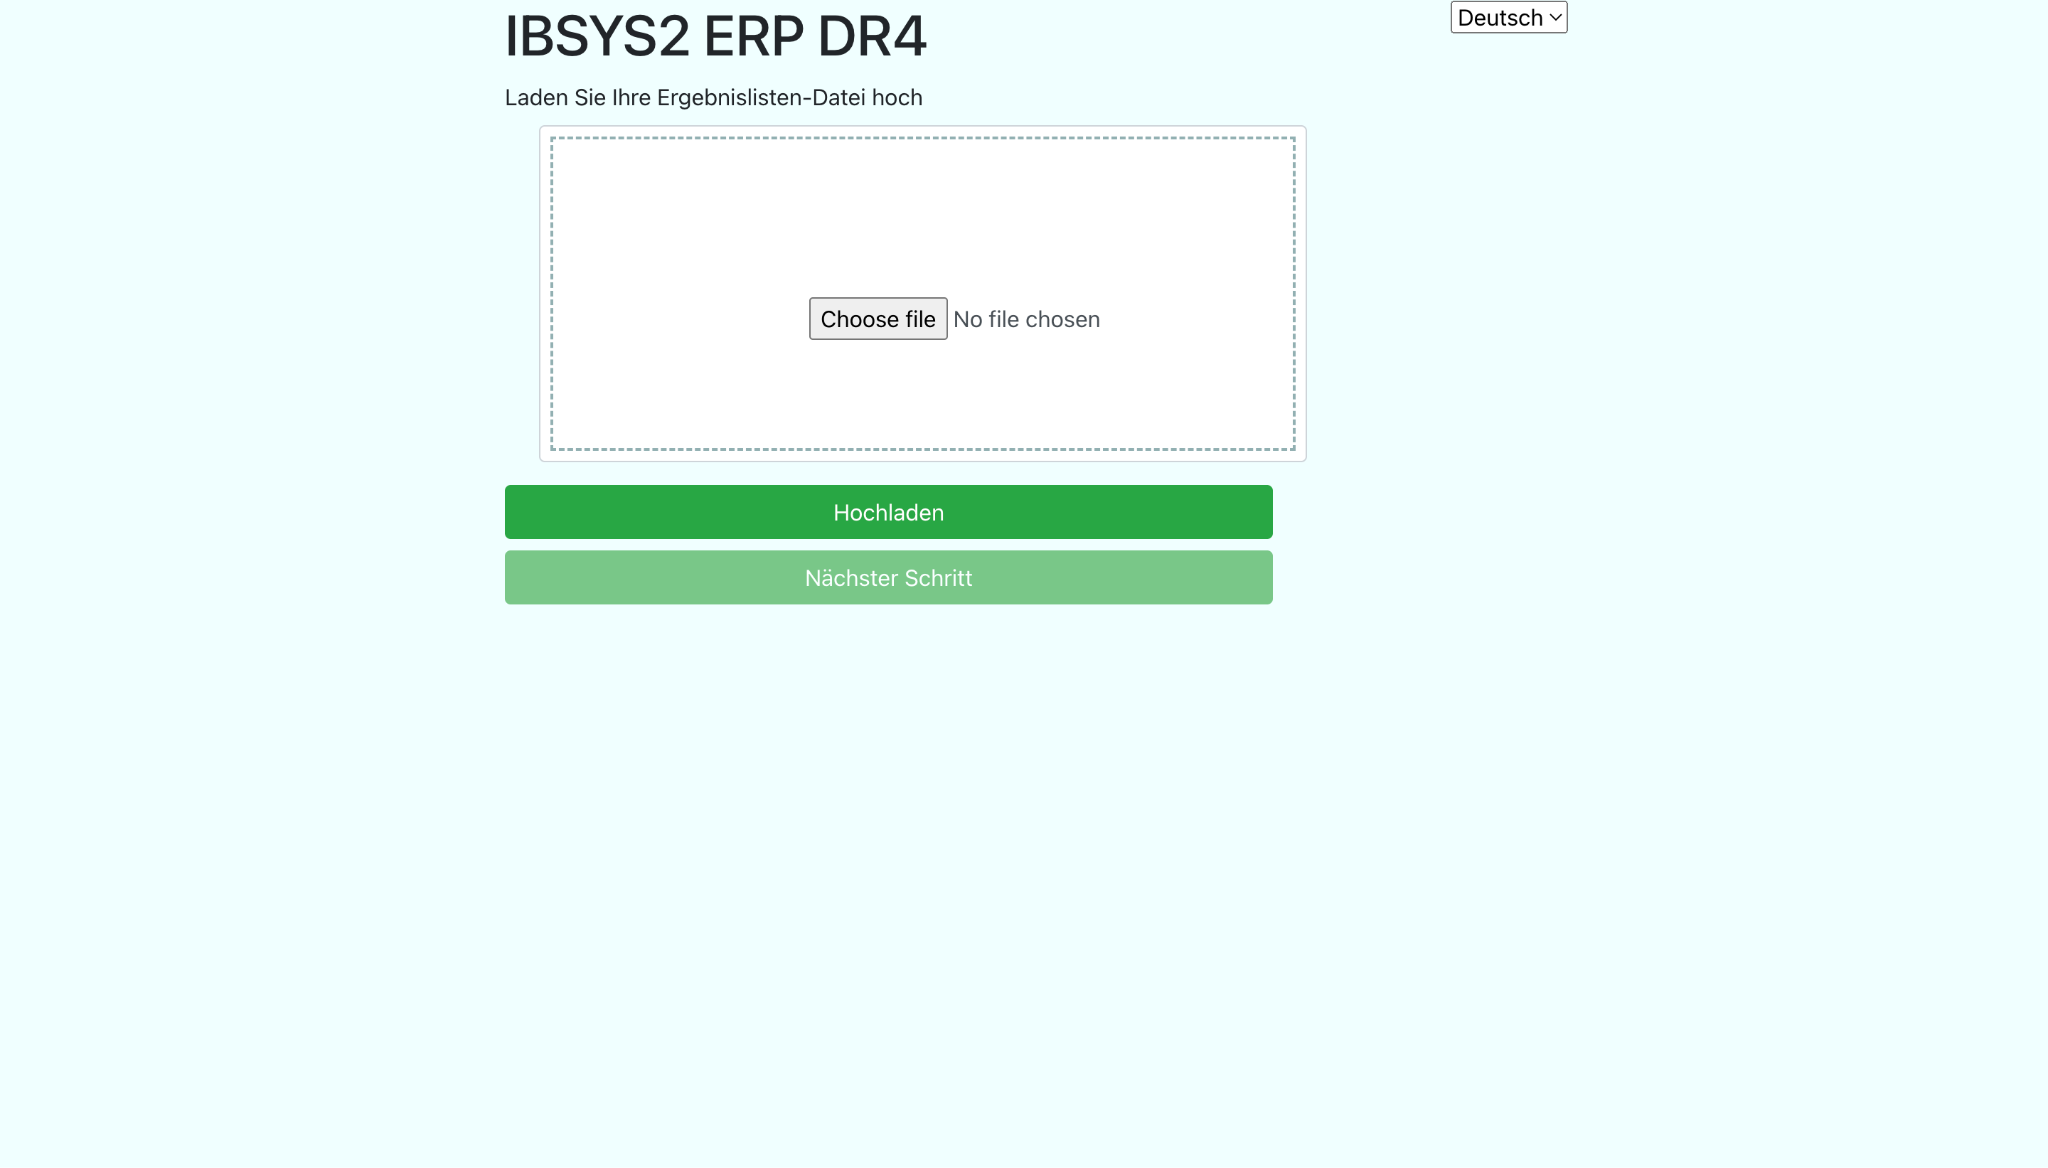 IBSYS2 ERP DR4
Deutsch
Laden Sie Ihre Ergebnislisten-Datei hoch
Choose file No file chosen
Hochladen
Nächster Schritt